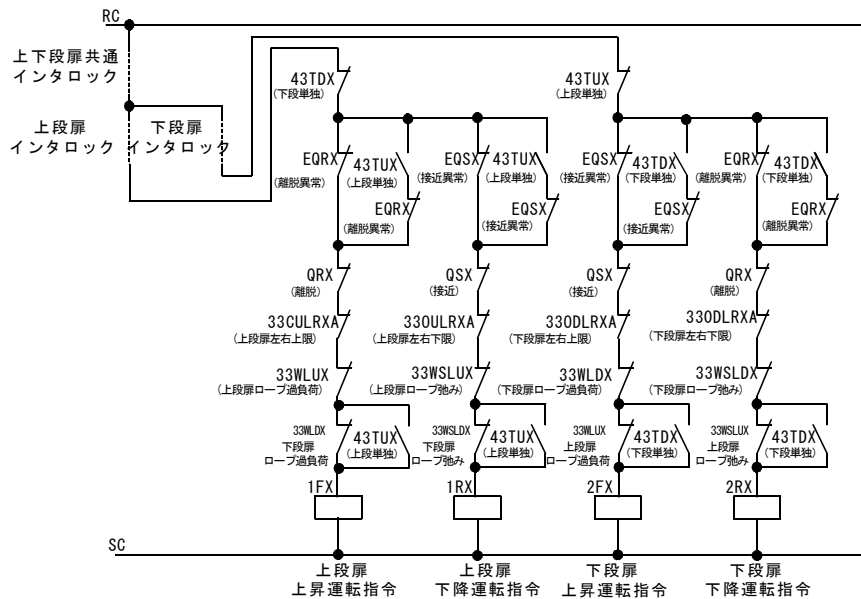 RC
上下段扉共通
インタロック
上段扉
インタロック
下段扉
インタロック
43TDX
(下段単独)
43TUX
(上段単独)
EQRX
(離脱異常)
43TUX
(上段単独)
EQRX
(離脱異常)
EQSX
(接近異常)
43TUX
(上段単独)
EQSX
(接近異常)
EQSX
(接近異常)
43TDX
(下段単独)
EQSX
(接近異常)
EQRX
(離脱異常)
43TDX
(下段単独)
EQRX
(離脱異常)
QRX
(離脱)
QSX
(接近)
QSX
(接近)
QRX
(離脱)
33CULRXA
(上段扉左右上限)
33OULRXA
(上段扉左右下限)
33ODLRXA
(下段扉左右上限)
33ODLRXA
(下段扉左右下限)
33WLUX
(上段扉ロープ過負荷)
33WSLUX
(上段扉ロープ弛み)
33WLDX
(下段扉ロープ過負荷)
33WSLDX
(下段扉ロープ弛み)
33WLDX
下段扉
ロープ過負荷
43TUX
(上段単独)
33WSLDX
下段扉
ロープ弛み
43TUX
(上段単独)
33WLUX
上段扉
ロープ過負荷
43TDX
(下段単独)
33WSLUX
上段扉
ロープ弛み
43TDX
(下段単独)
1FX
1RX
2FX
2RX
SC
上段扉
上昇運転指令
上段扉
下降運転指令
下段扉
上昇運転指令
下段扉
下降運転指令